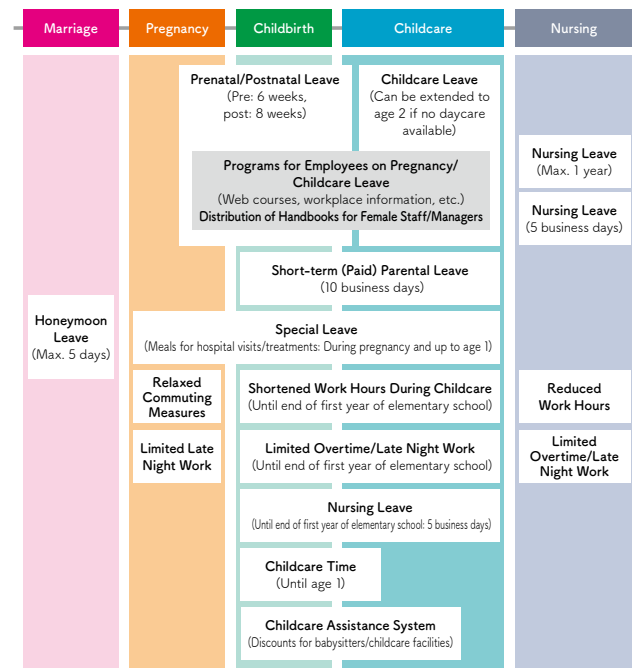 Marriage
Pregnancy
Childbirth
Childcare
Nursing
Prenatal/Postnatal Leave
(Pre: 6 weeks,
post: 8 weeks)
Childcare Leave
(Can be extended to
age 2 if no daycare
available)
Programs for Employees on Pregnancy/
Childcare Leave
(Web courses, workplace information, etc.)
Distribution of Handbooks for Female Staff/Managers
Nursing Leave
(Max. 1 year)
Nursing Leave
(5 business days)
Short-term (Paid) Parental Leave
(10 business days)
Honeymoon
Leave
(Max. 5 days)
Special Leave
(Meals for hospital visits/treatments: During pregnancy and up to age 1)
Relaxed
Commuting
Measures
Shortened Work Hours During Childcare
(Until end of first year of elementary school)
Reduced
Work Hours
Limited Late
Night Work
Limited Overtime/Late Night Work
(Until end of first year of elementary school)
Limited
Overtime/Late
Night Work
Nursing Leave
(Until end of first year of elementary school: 5 business days)
Childcare Time
(Until age 1)
Childcare Assistance System
(Discounts for babysitters/childcare facilities)